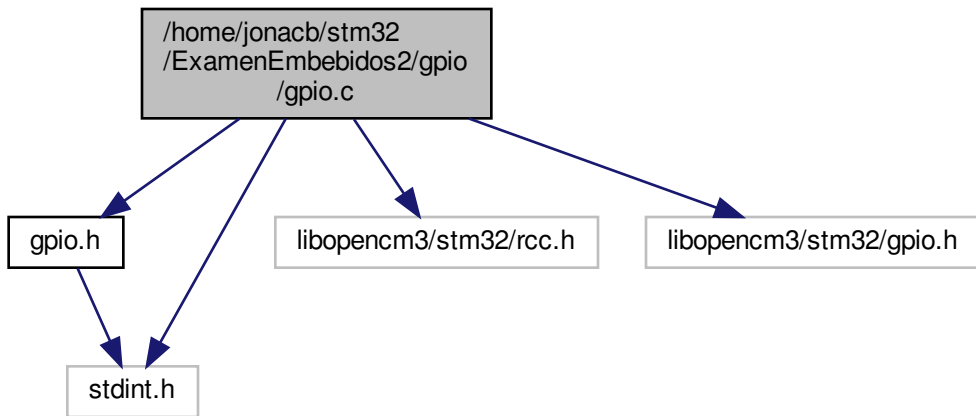 /home/jonacb/stm32
/ExamenEmbebidos2/gpio
/gpio.c
gpio.h
libopencm3/stm32/rcc.h
libopencm3/stm32/gpio.h
stdint.h